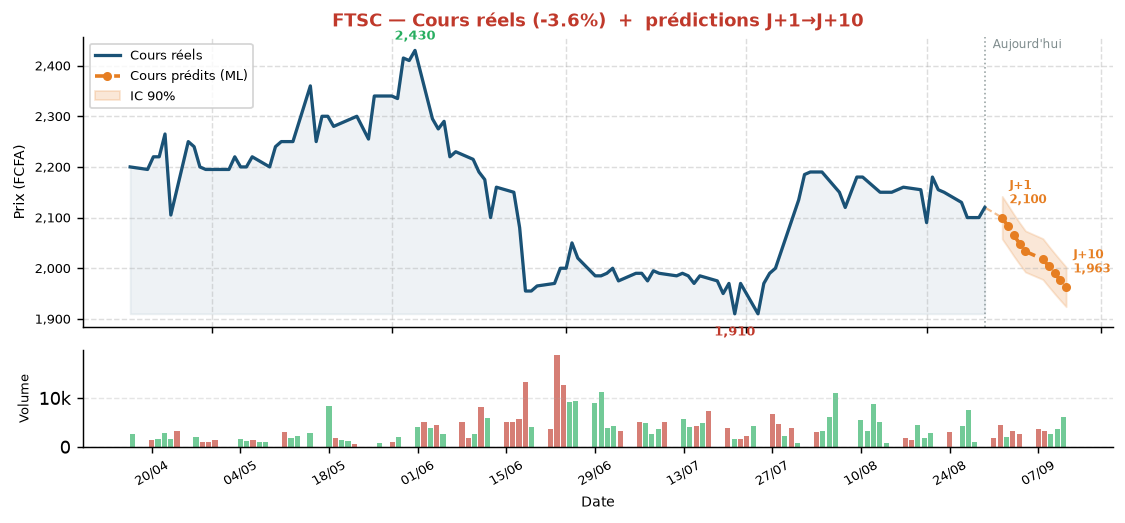 FTSC — Cours réels (-3.6%)  +  prédictions J+1→J+10
2,430
Aujourd'hui
Cours réels
Cours prédits (ML)
IC 90%
2,400
2,300
2,200
2,100
2,000
1,900
Prix (FCFA)
J+1
2,100
J+10
1,963
1,910
Volume
10k
0
20/04
04/05
18/05
01/06
15/06
29/06
13/07
27/07
10/08
24/08
07/09
Date